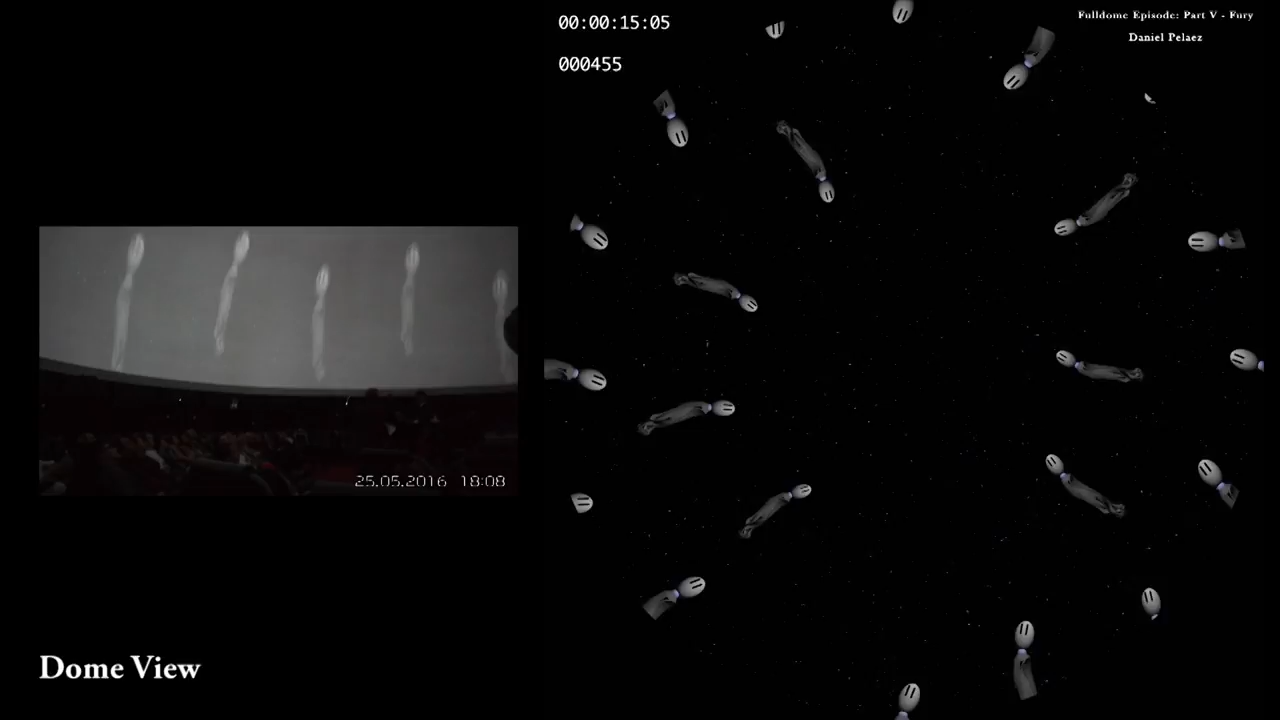 00:00:15:05
000455
Fulldome Episode: Part V - Fury
Daniel Pelaez
25.05.2016 18:08
Dome View